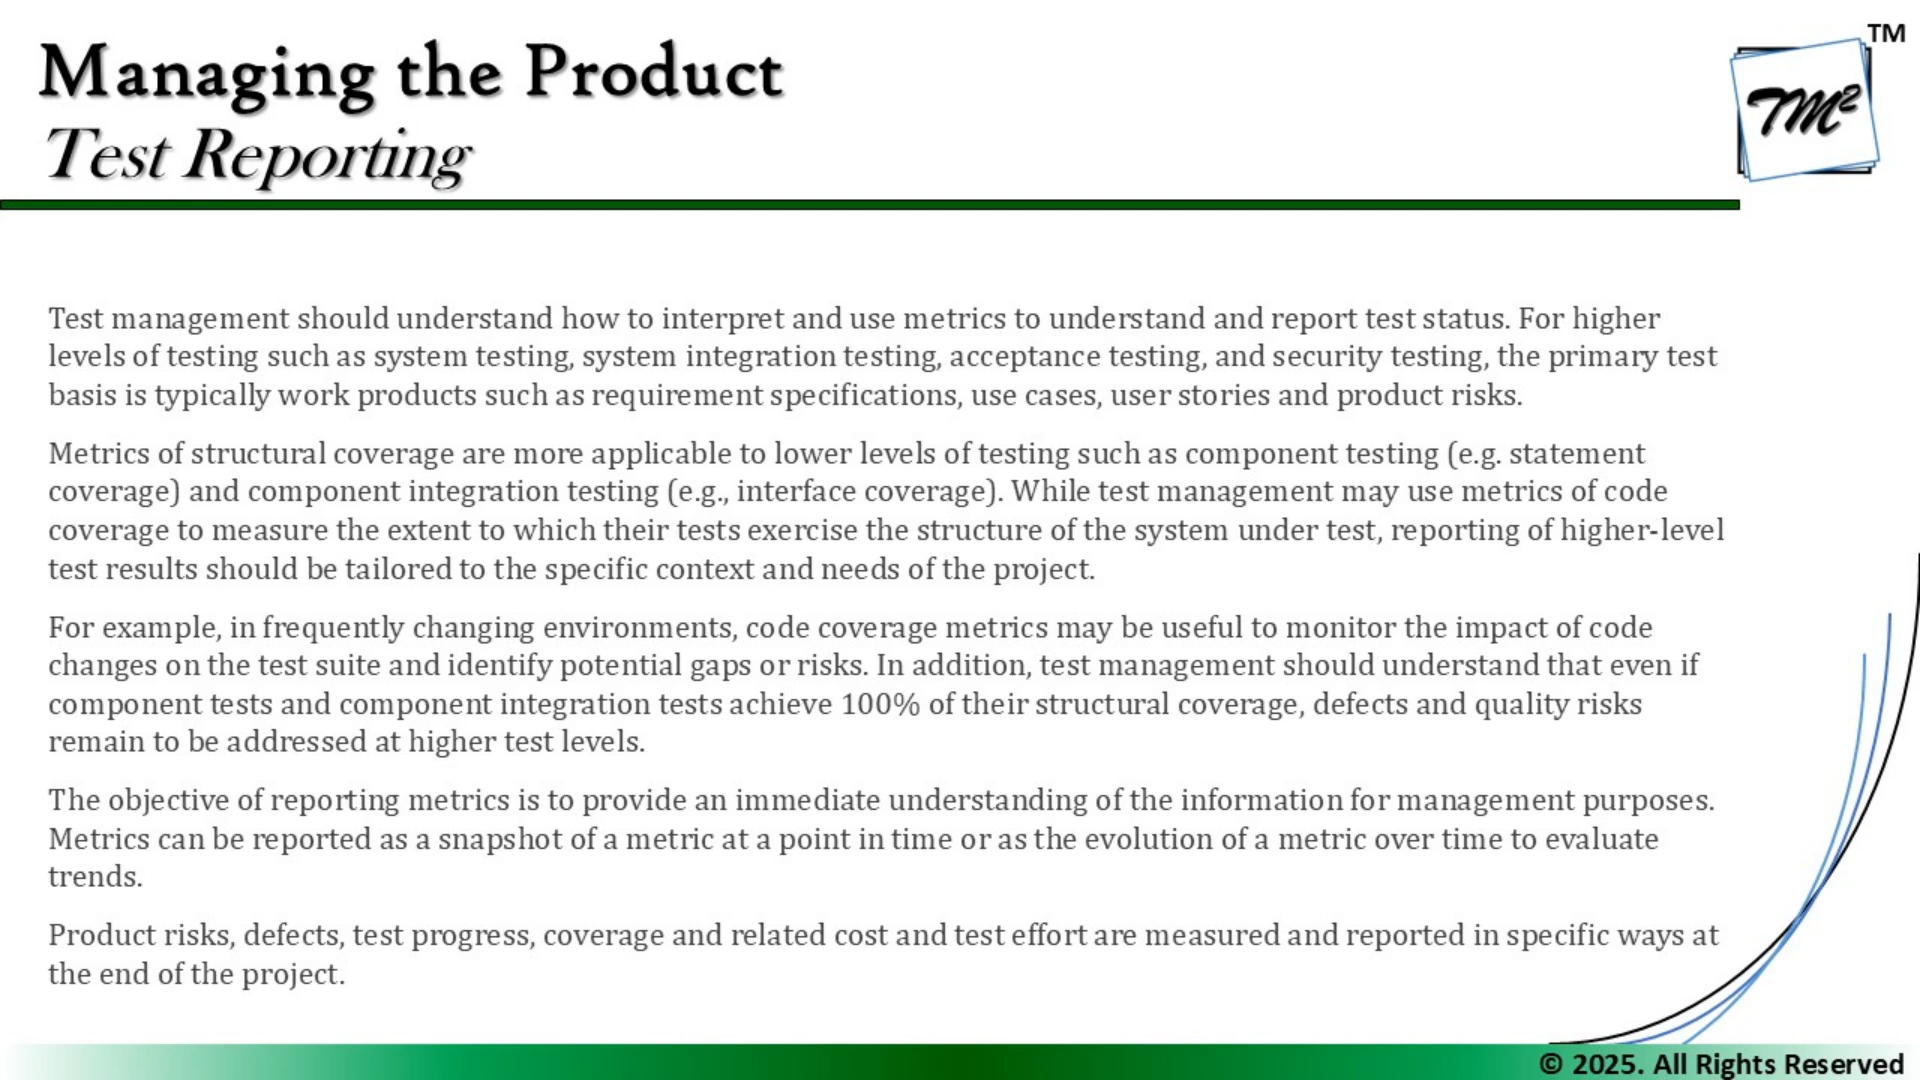 Managing the Product
Test Reporting
TM
TM²
Test management should understand how to interpret and use metrics to understand and report test status. For higher
levels of testing such as system testing, system integration testing, acceptance testing, and security testing, the primary test
basis is typically work products such as requirement specifications, use cases, user stories and product risks.
Metrics of structural coverage are more applicable to lower levels of testing such as component testing (e.g. statement
coverage) and component integration testing (e.g., interface coverage). While test management may use metrics of code
coverage to measure the extent to which their tests exercise the structure of the system under test, reporting of higher-level
test results should be tailored to the specific context and needs of the project.
For example, in frequently changing environments, code coverage metrics may be useful to monitor the impact of code
changes on the test suite and identify potential gaps or risks. In addition, test management should understand that even if
component tests and component integration tests achieve 100% of their structural coverage, defects and quality risks
remain to be addressed at higher test levels.
The objective of reporting metrics is to provide an immediate understanding of the information for management purposes.
Metrics can be reported as a snapshot of a metric at a point in time or as the evolution of a metric over time to evaluate
trends.
Product risks, defects, test progress, coverage and related cost and test effort are measured and reported in specific ways at
the end of the project.
© 2025. All Rights Reserved